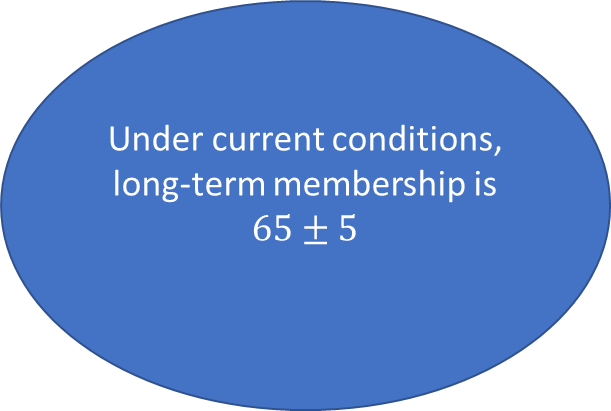 Under current conditions,
long-term membership is
65 ± 5